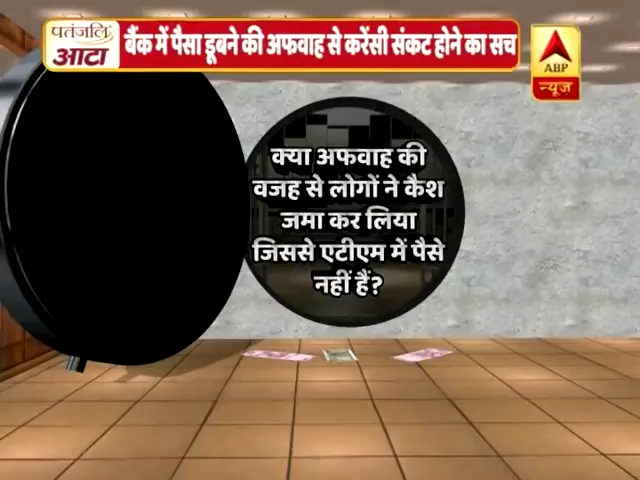 पतंजलि
आटा
बैंक में पैसा डूबने की अफवाह से करेंसी संकट होने का सच
ABP
न्यूज़
क्या अफवाह की
वजह से लोगों ने कैश
जमा कर लिया
जिससे एटीएम में पैसे
नहीं हैं?